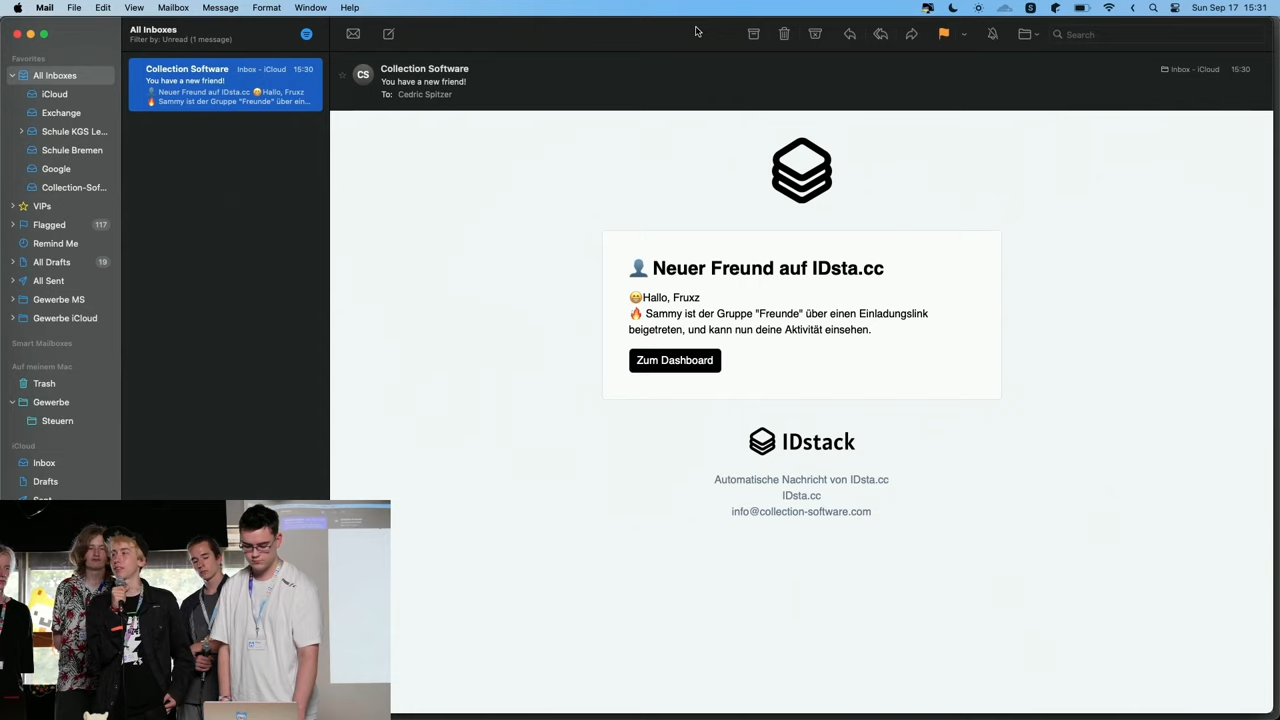 Mail File Edit View Mailbox Message Format Window Help
Sun Sep 17 15:31
All Inboxes
Filter by: Unread (1 message)
Search
Favorites
All Inboxes
iCloud
Exchange
Schule KGS Le...
Schule Bremen
Google
Collection-Sof...
VIPs
Flagged 117
Remind Me
All Drafts 19
All Sent
Gewerbe MS
Gewerbe iCloud
Smart Mailboxes
Auf meinem Mac
Trash
Gewerbe
Steuern
iCloud
Inbox
Drafts
Sent
Collection Software Inbox - iCloud 15:30
You have a new friend!
👤 Neuer Freund auf IDsta.cc 😁Hallo, Fruxz
🔥 Sammy ist der Gruppe "Freunde" über ein...
CS
Collection Software
You have a new friend!
To: Cedric Spitzer
Inbox - iCloud 15:30
👤 Neuer Freund auf IDsta.cc
😁Hallo, Fruxz
🔥 Sammy ist der Gruppe "Freunde" über einen Einladungslink
beigetreten, und kann nun deine Aktivität einsehen.
Zum Dashboard
IDstack
Automatische Nachricht von IDsta.cc
IDsta.cc
info@collection-software.com